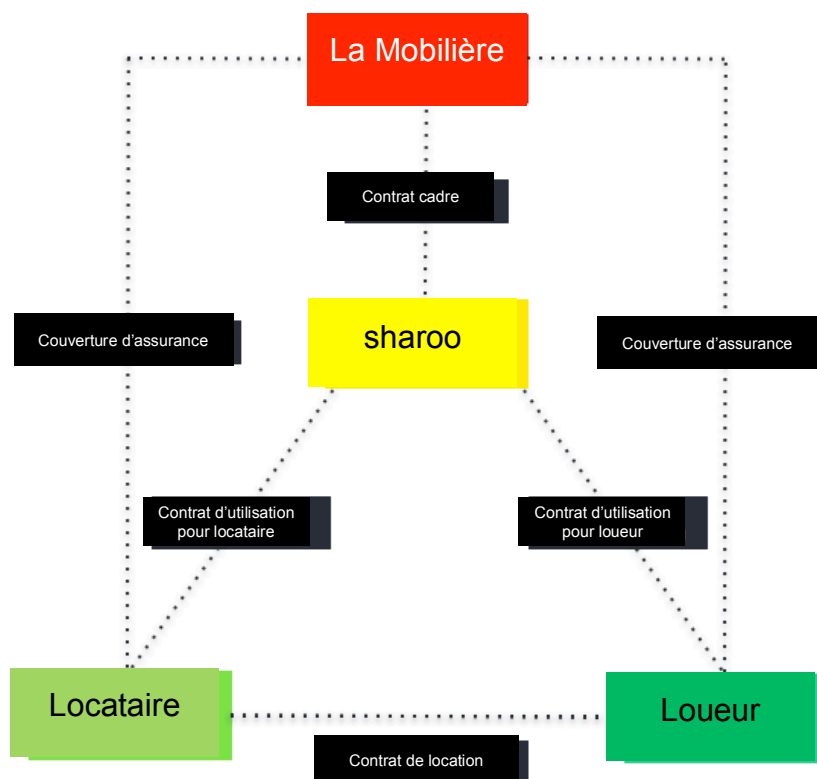 La Mobilière
Contrat cadre
Couverture d’assurance
sharoo
Couverture d’assurance
Contrat d’utilisation
pour locataire
Contrat d’utilisation
pour loueur
Locataire
Loueur
Contrat de location